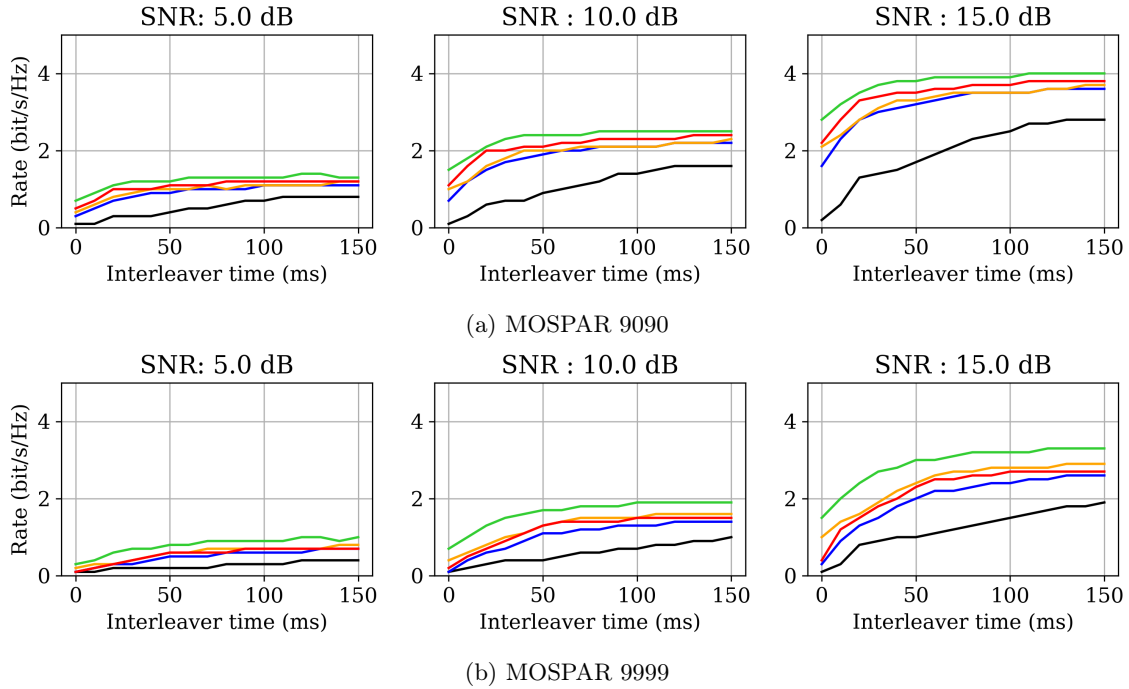 SNR: 5.0 dB SNR : 10.0 dB SNR : 15.0 dB
Rate (bit/s/Hz)
4
2
0
4
2
0
4
2
0
0 50 100 150 0 50 100 150 0 50 100 150
Interleaver time (ms) Interleaver time (ms) Interleaver time (ms)
(a) MOSPAR 9090
SNR: 5.0 dB SNR : 10.0 dB SNR : 15.0 dB
Rate (bit/s/Hz)
4
2
0
4
2
0
4
2
0
0 50 100 150 0 50 100 150 0 50 100 150
Interleaver time (ms) Interleaver time (ms) Interleaver time (ms)
(b) MOSPAR 9999